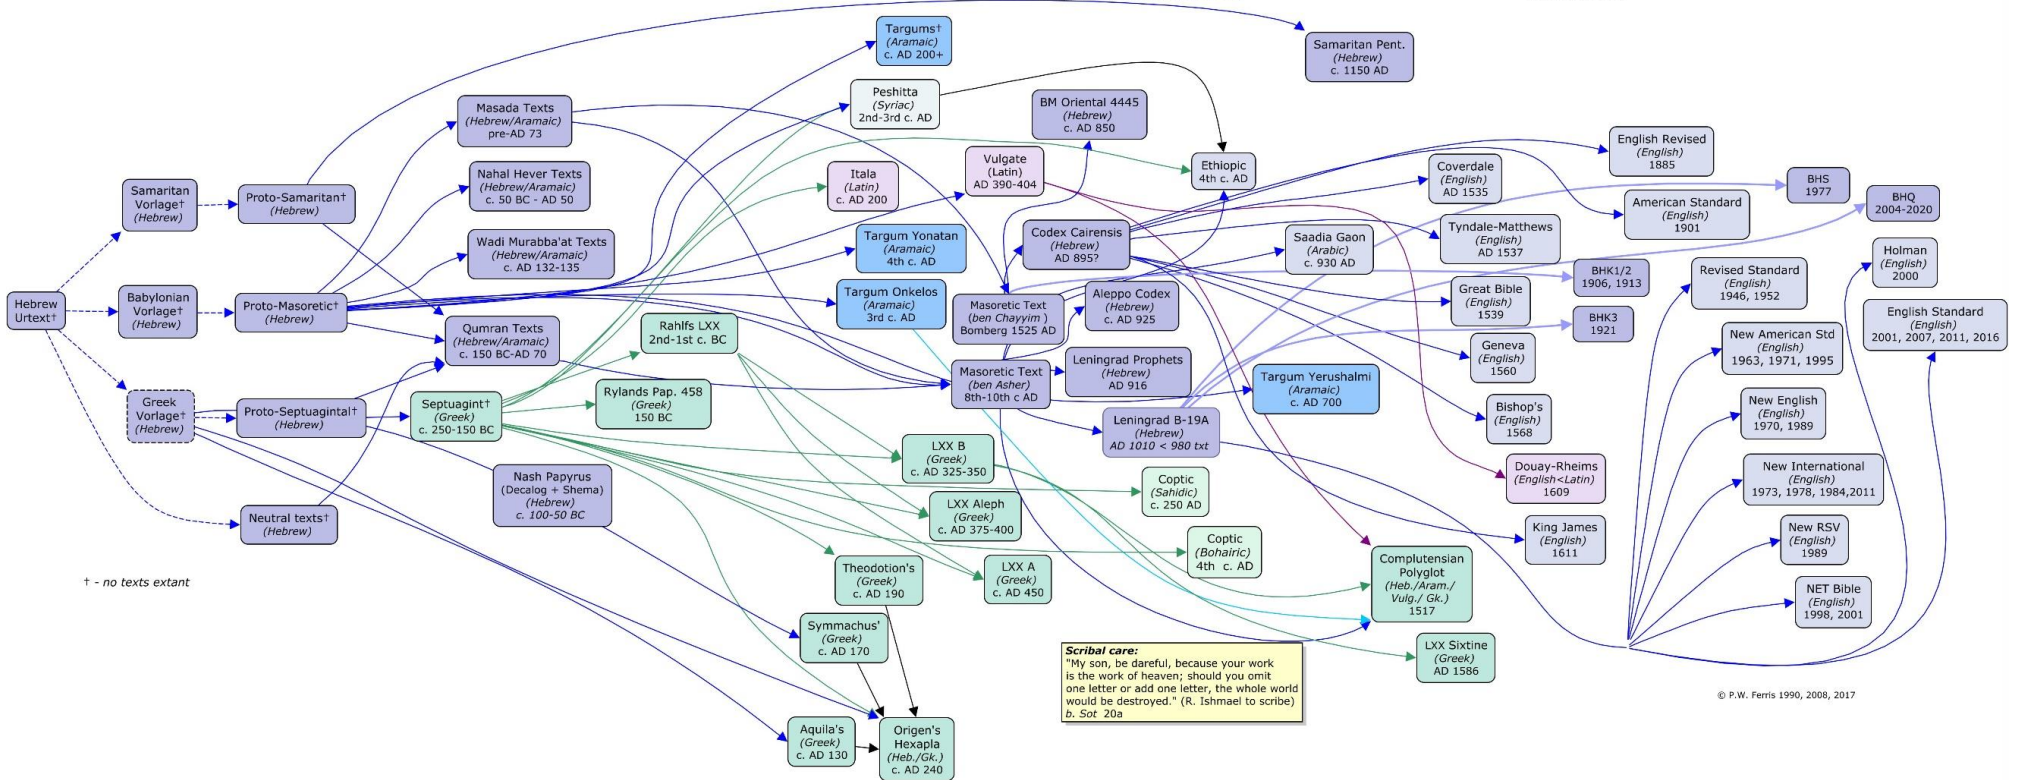 Targums†
(Aramaic)
c. AD 200+
Samaritan Pent.
(Hebrew)
c. 1150 AD
Peshitta
(Syriac)
2nd-3rd c. AD
Masada Texts
(Hebrew/Aramaic)
pre-AD 73
BM Oriental 4445
(Hebrew)
c. AD 850
English Revised
(English)
1885
Nahal Hever Texts
(Hebrew/Aramaic)
c. 50 BC - AD 50
Itala
(Latin)
c. AD 200
Vulgate
(Latin)
AD 390-404
Ethiopic
4th c. AD
Coverdale
(English)
AD 1535
BHS
1977
BHQ
2004-2020
American Standard
(English)
1901
Samaritan
Vorlage†
(Hebrew)
Proto-Samaritan†
(Hebrew)
Wadi Murabba'at Texts
(Hebrew/Aramaic)
c. AD 132-135
Targum Yonatan
(Aramaic)
4th c. AD
Codex Cairensis
(Hebrew)
AD 895?
Saadia Gaon
(Arabic)
c. 930 AD
Tyndale-Matthews
(English)
AD 1537
Holman
(English)
2000
Hebrew
Urtext†
Babylonian
Vorlage†
(Hebrew)
Proto-Masoretic†
(Hebrew)
Targum Onkelos
(Aramaic)
3rd c. AD
Masoretic Text
(ben Chayyim )
Bomberg 1525 AD
Aleppo Codex
(Hebrew)
c. AD 925
Great Bible
(English)
1539
BHK1/2
1906, 1913
Revised Standard
(English)
1946, 1952
English Standard
(English)
2001, 2007, 2011, 2016
BHK3
1921
Qumran Texts
(Hebrew/Aramaic)
c. 150 BC-AD 70
Rahlfs LXX
2nd-1st c. BC
Geneva
(English)
1560
New American Std
(English)
1963, 1971, 1995
Masoretic Text
(ben Asher)
8th-10th c AD
Leningrad Prophets
(Hebrew)
AD 916
Targum Yerushalmi
(Aramaic)
c. AD 700
Greek
Vorlage†
(Hebrew)
Proto-Septuagintal†
(Hebrew)
Septuagint†
(Greek)
c. 250-150 BC
Rylands Pap. 458
(Greek)
150 BC
Leningrad B-19A
(Hebrew)
AD 1010 < 980 txt
Bishop's
(English)
1568
New English
(English)
1970, 1989
LXX B
(Greek)
c. AD 325-350
Douay-Rheims
(English<Latin)
1609
New International
(English)
1973, 1978, 1984,2011
Nash Papyrus
(Decalog + Shema)
(Hebrew)
c. 100-50 BC
Coptic
(Sahidic)
c. 250 AD
Neutral texts†
(Hebrew)
LXX Aleph
(Greek)
c. AD 375-400
King James
(English)
1611
New RSV
(English)
1989
Coptic
(Bohairic)
4th c. AD
† - no texts extant
Theodotion's
(Greek)
c. AD 190
LXX A
(Greek)
c. AD 450
Complutensian
Polyglot
(Heb./Aram./
Vulg./ Gk.)
1517
NET Bible
(English)
1998, 2001
Symmachus'
(Greek)
c. AD 170
LXX Sixtine
(Greek)
AD 1586
Scribal care:
"My son, be dareful, because your work
is the work of heaven; should you omit
one letter or add one letter, the whole world
would be destroyed." (R. Ishmael to scribe)
b. Sot 20a
© P.W. Ferris 1990, 2008, 2017
Aquila's
(Greek)
c. AD 130
Origen's
Hexapla
(Heb./Gk.)
c. AD 240